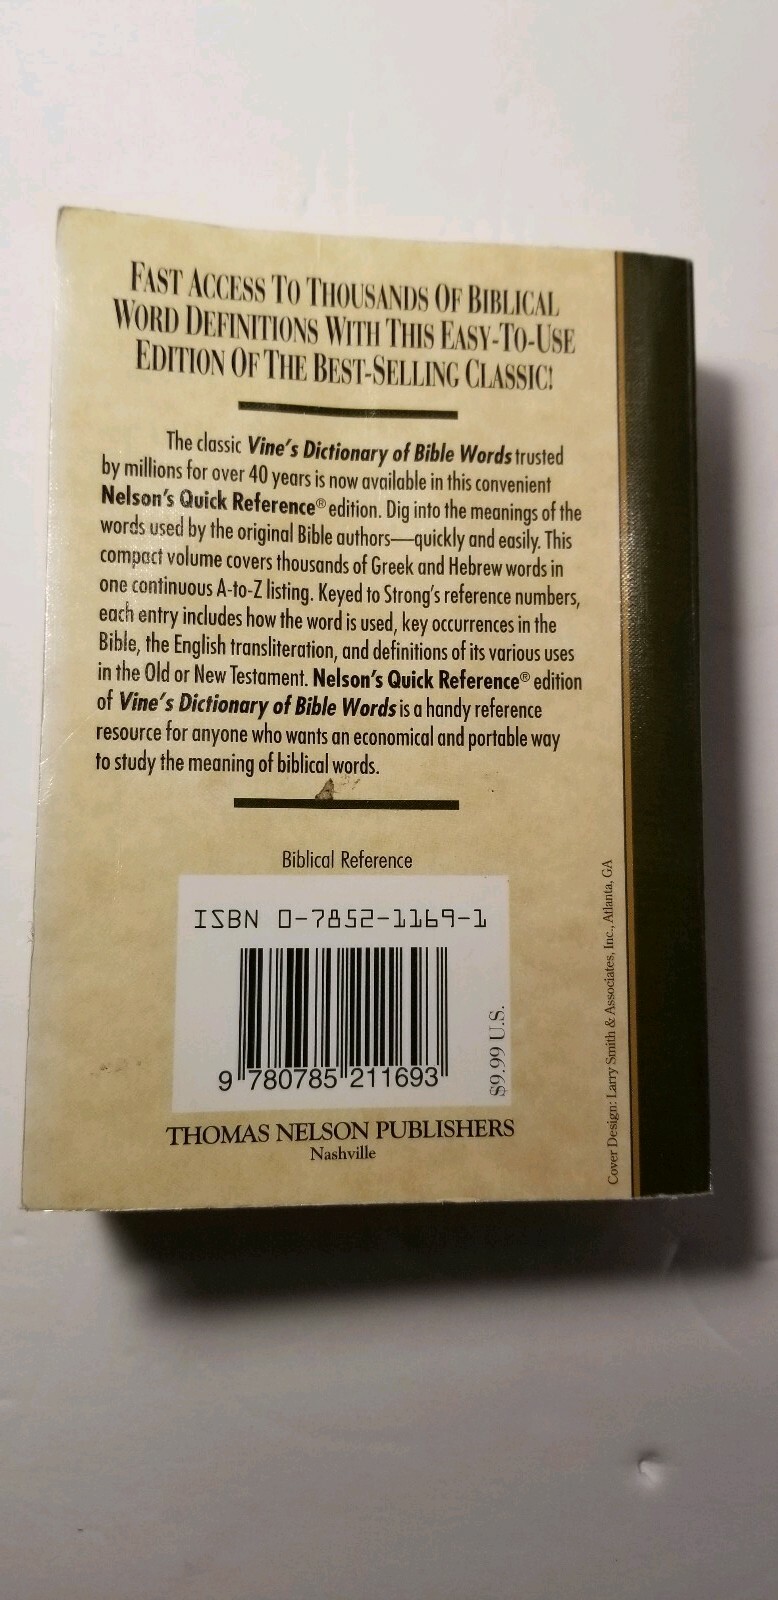 FAST ACCESS TO THOUSANDS OF BIBLICAL
WORD DEFINITIONS WITH THIS EASY-TO-USE
EDITION OF THE BEST-SELLING CLASSIC!
The classic Vine's Dictionary of Bible Words trusted
by millions for over 40 years is now available in this convenient
Nelson's Quick Reference® edition. Dig into the meanings of the
words used by the original Bible authors—quickly and easily. This
compact volume covers thousands of Greek and Hebrew words in
one continuous A-to-Z listing. Keyed to Strong's reference numbers,
each entry includes how the word is used, key occurrences in the
Bible, the English transliteration, and definitions of its various uses
in the Old or New Testament. Nelson's Quick Reference® edition
of Vine's Dictionary of Bible Words is a handy reference
resource for anyone who wants an economical and portable way
to study the meaning of biblical words.
Biblical Reference
ISBN 0-7852-1169-1
9 780785 211693
$9.99 U.S.
THOMAS NELSON PUBLISHERS
Nashville
Cover Design: Larry Smith & Associates, Inc., Atlanta, GA